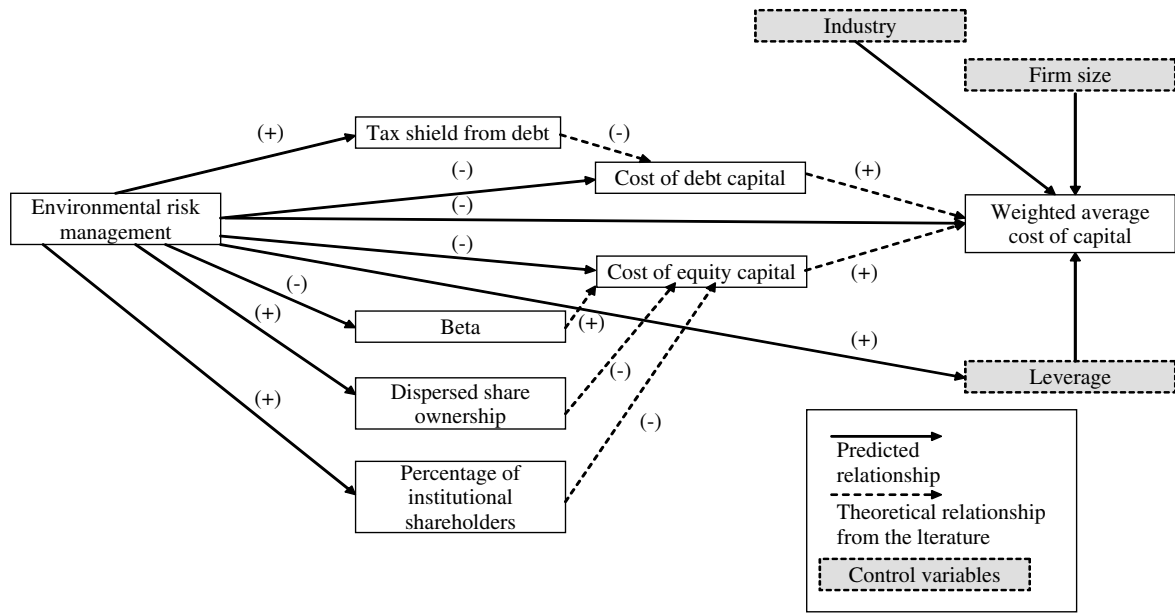 Industry
Firm size
(+)
Tax shield from debt
(-)
(-)
Cost of debt capital
(+)
Environmental risk
management
(-)
Weighted average
cost of capital
(-)
Cost of equity capital
(+)
(-)
Beta
(+)
(+)
(+)
Leverage
Dispersed share
ownership
(-)
(+)
(-)
Percentage of
institutional
shareholders
Predicted
relationship
Theoretical relationship
from the lterature
Control variables